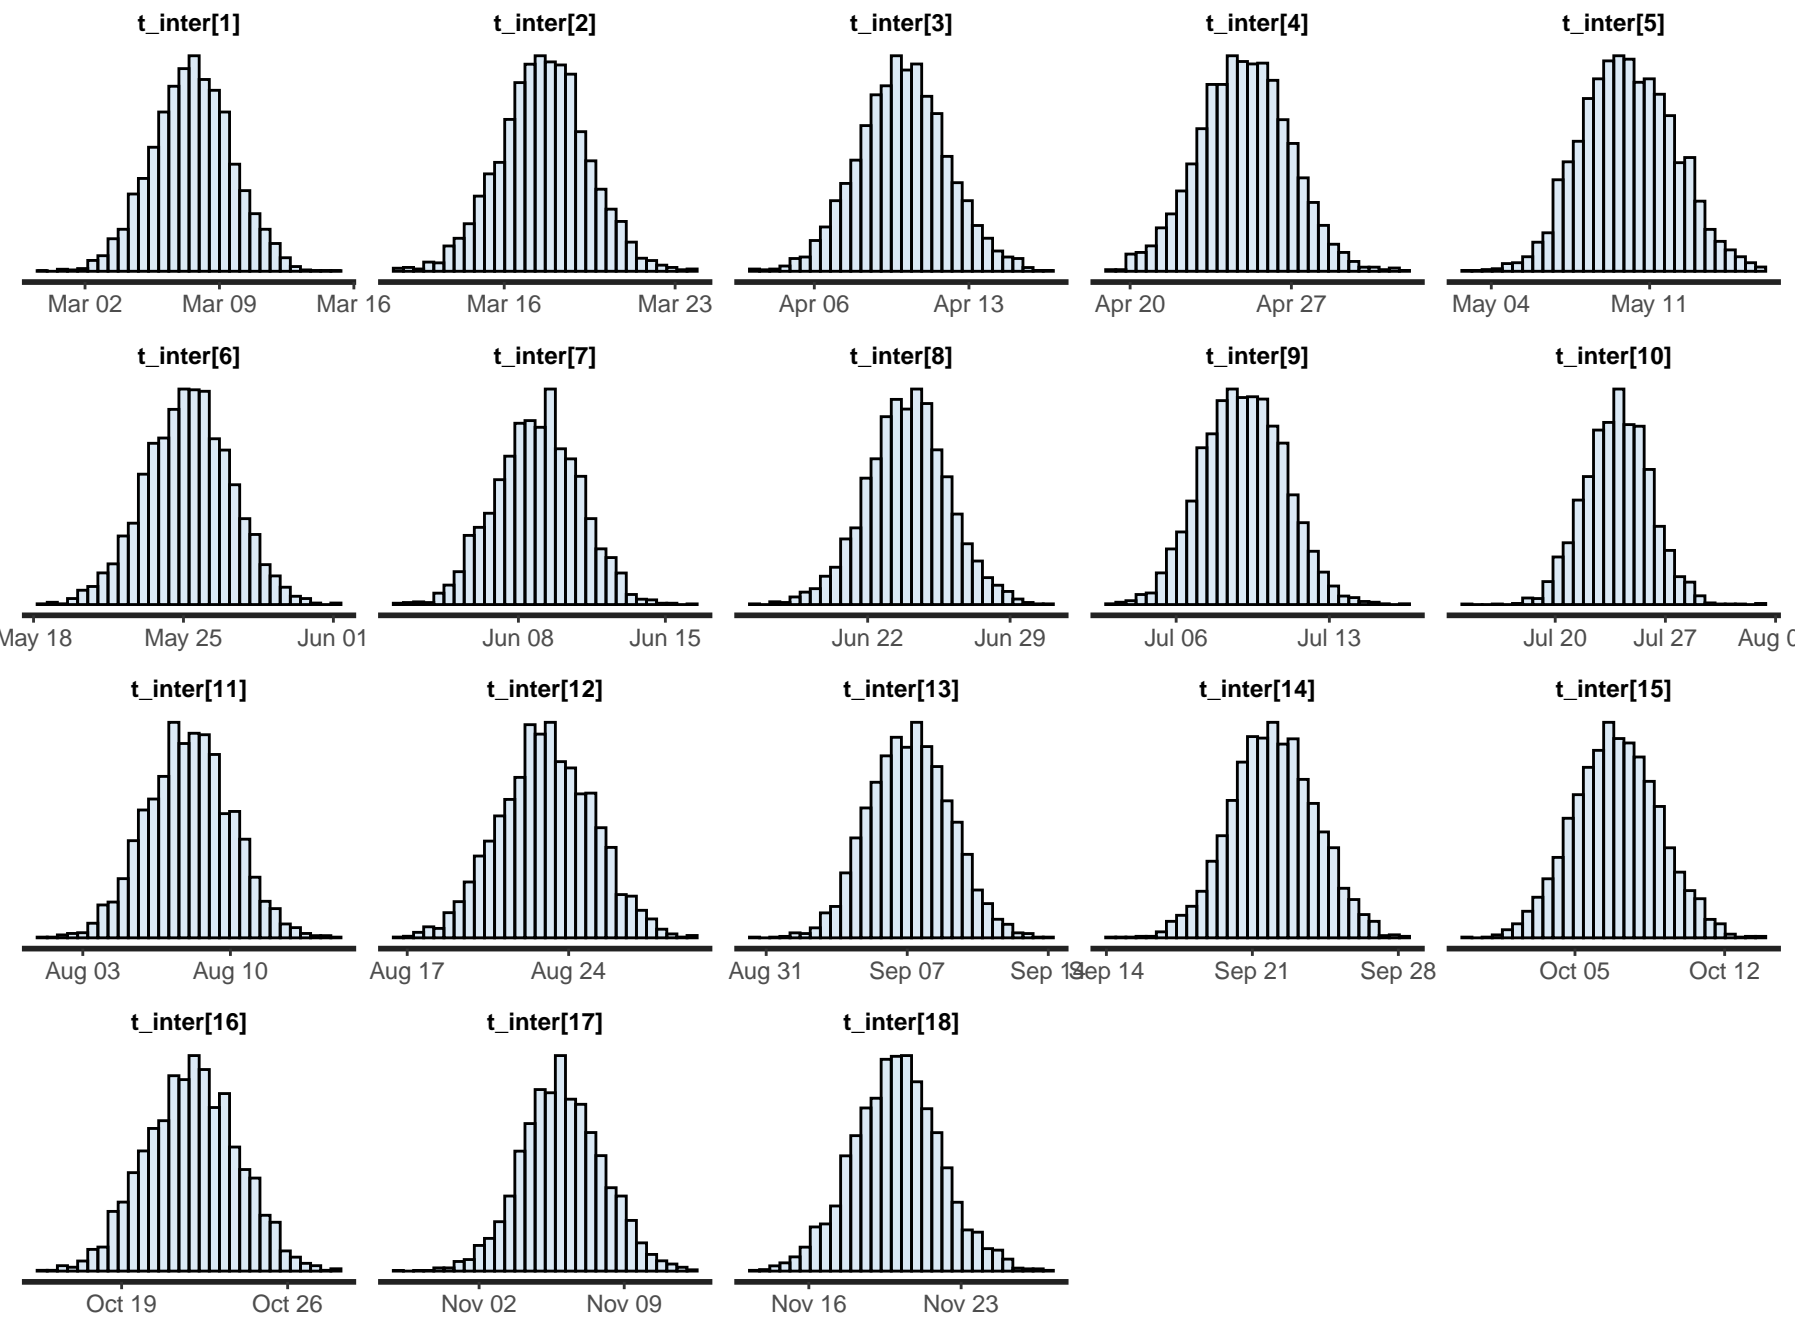 t_inter[1] t_inter[2] t_inter[3] t_inter[4] t_inter[5]
Mar 02 Mar 09 Mar 16 Mar 16 Mar 23 Apr 06 Apr 13 Apr 20 Apr 27 May 04 May 11
t_inter[6] t_inter[7] t_inter[8] t_inter[9] t_inter[10]
May 18 May 25 Jun 01 Jun 08 Jun 15 Jun 22 Jun 29 Jul 06 Jul 13 Jul 20 Jul 27 Aug
t_inter[11] t_inter[12] t_inter[13] t_inter[14] t_inter[15]
Aug 03 Aug 10 Aug 17 Aug 24 Aug 31 Sep 07 Sep 14 Sep 14 Sep 21 Sep 28 Oct 05 Oct 12
t_inter[16] t_inter[17] t_inter[18]
Oct 19 Oct 26 Nov 02 Nov 09 Nov 16 Nov 23